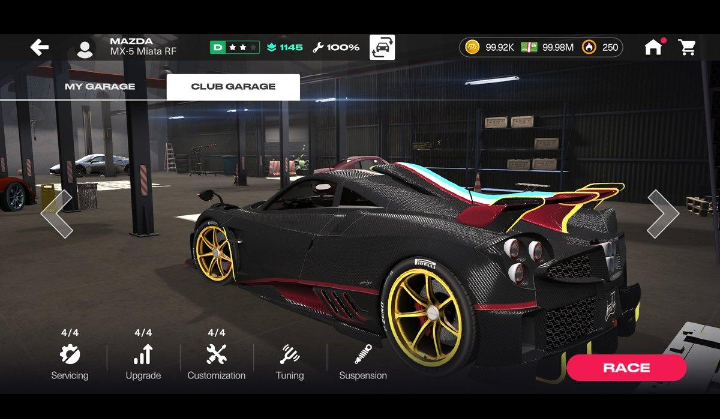 MAZDA
MX-5 Miata RF
D
1145
100%
99.92K
99.98M
250
MY GARAGE
CLUB GARAGE
4/4
Servicing
4/4
Upgrade
4/4
Customization
Tuning
Suspension
RACE